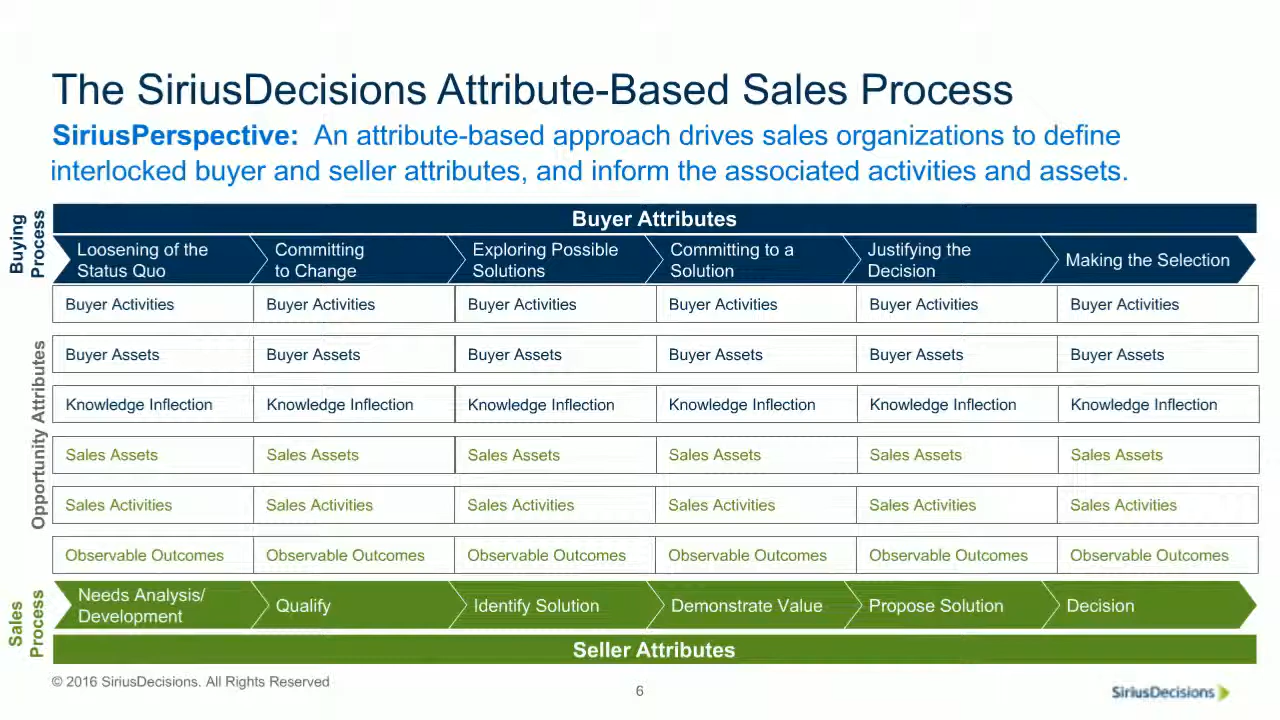 The SiriusDecisions Attribute-Based Sales Process
SiriusPerspective: An attribute-based approach drives sales organizations to define
interlocked buyer and seller attributes, and inform the associated activities and assets.
Buying
Process
Buyer Attributes
Loosening of the
Status Quo
Committing
to Change
Exploring Possible
Solutions
Committing to a
Solution
Justifying the
Decision
Making the Selection
Opportunity Attributes
Buyer Activities Buyer Activities Buyer Activities Buyer Activities Buyer Activities Buyer Activities
Buyer Assets Buyer Assets Buyer Assets Buyer Assets Buyer Assets Buyer Assets
Knowledge Inflection Knowledge Inflection Knowledge Inflection Knowledge Inflection Knowledge Inflection Knowledge Inflection
Sales Assets Sales Assets Sales Assets Sales Assets Sales Assets Sales Assets
Sales Activities Sales Activities Sales Activities Sales Activities Sales Activities Sales Activities
Observable Outcomes Observable Outcomes Observable Outcomes Observable Outcomes Observable Outcomes Observable Outcomes
Sales
Process
Needs Analysis/
Development
Qualify
Identify Solution
Demonstrate Value
Propose Solution
Decision
Seller Attributes
© 2016 SiriusDecisions. All Rights Reserved
6
SiriusDecisions